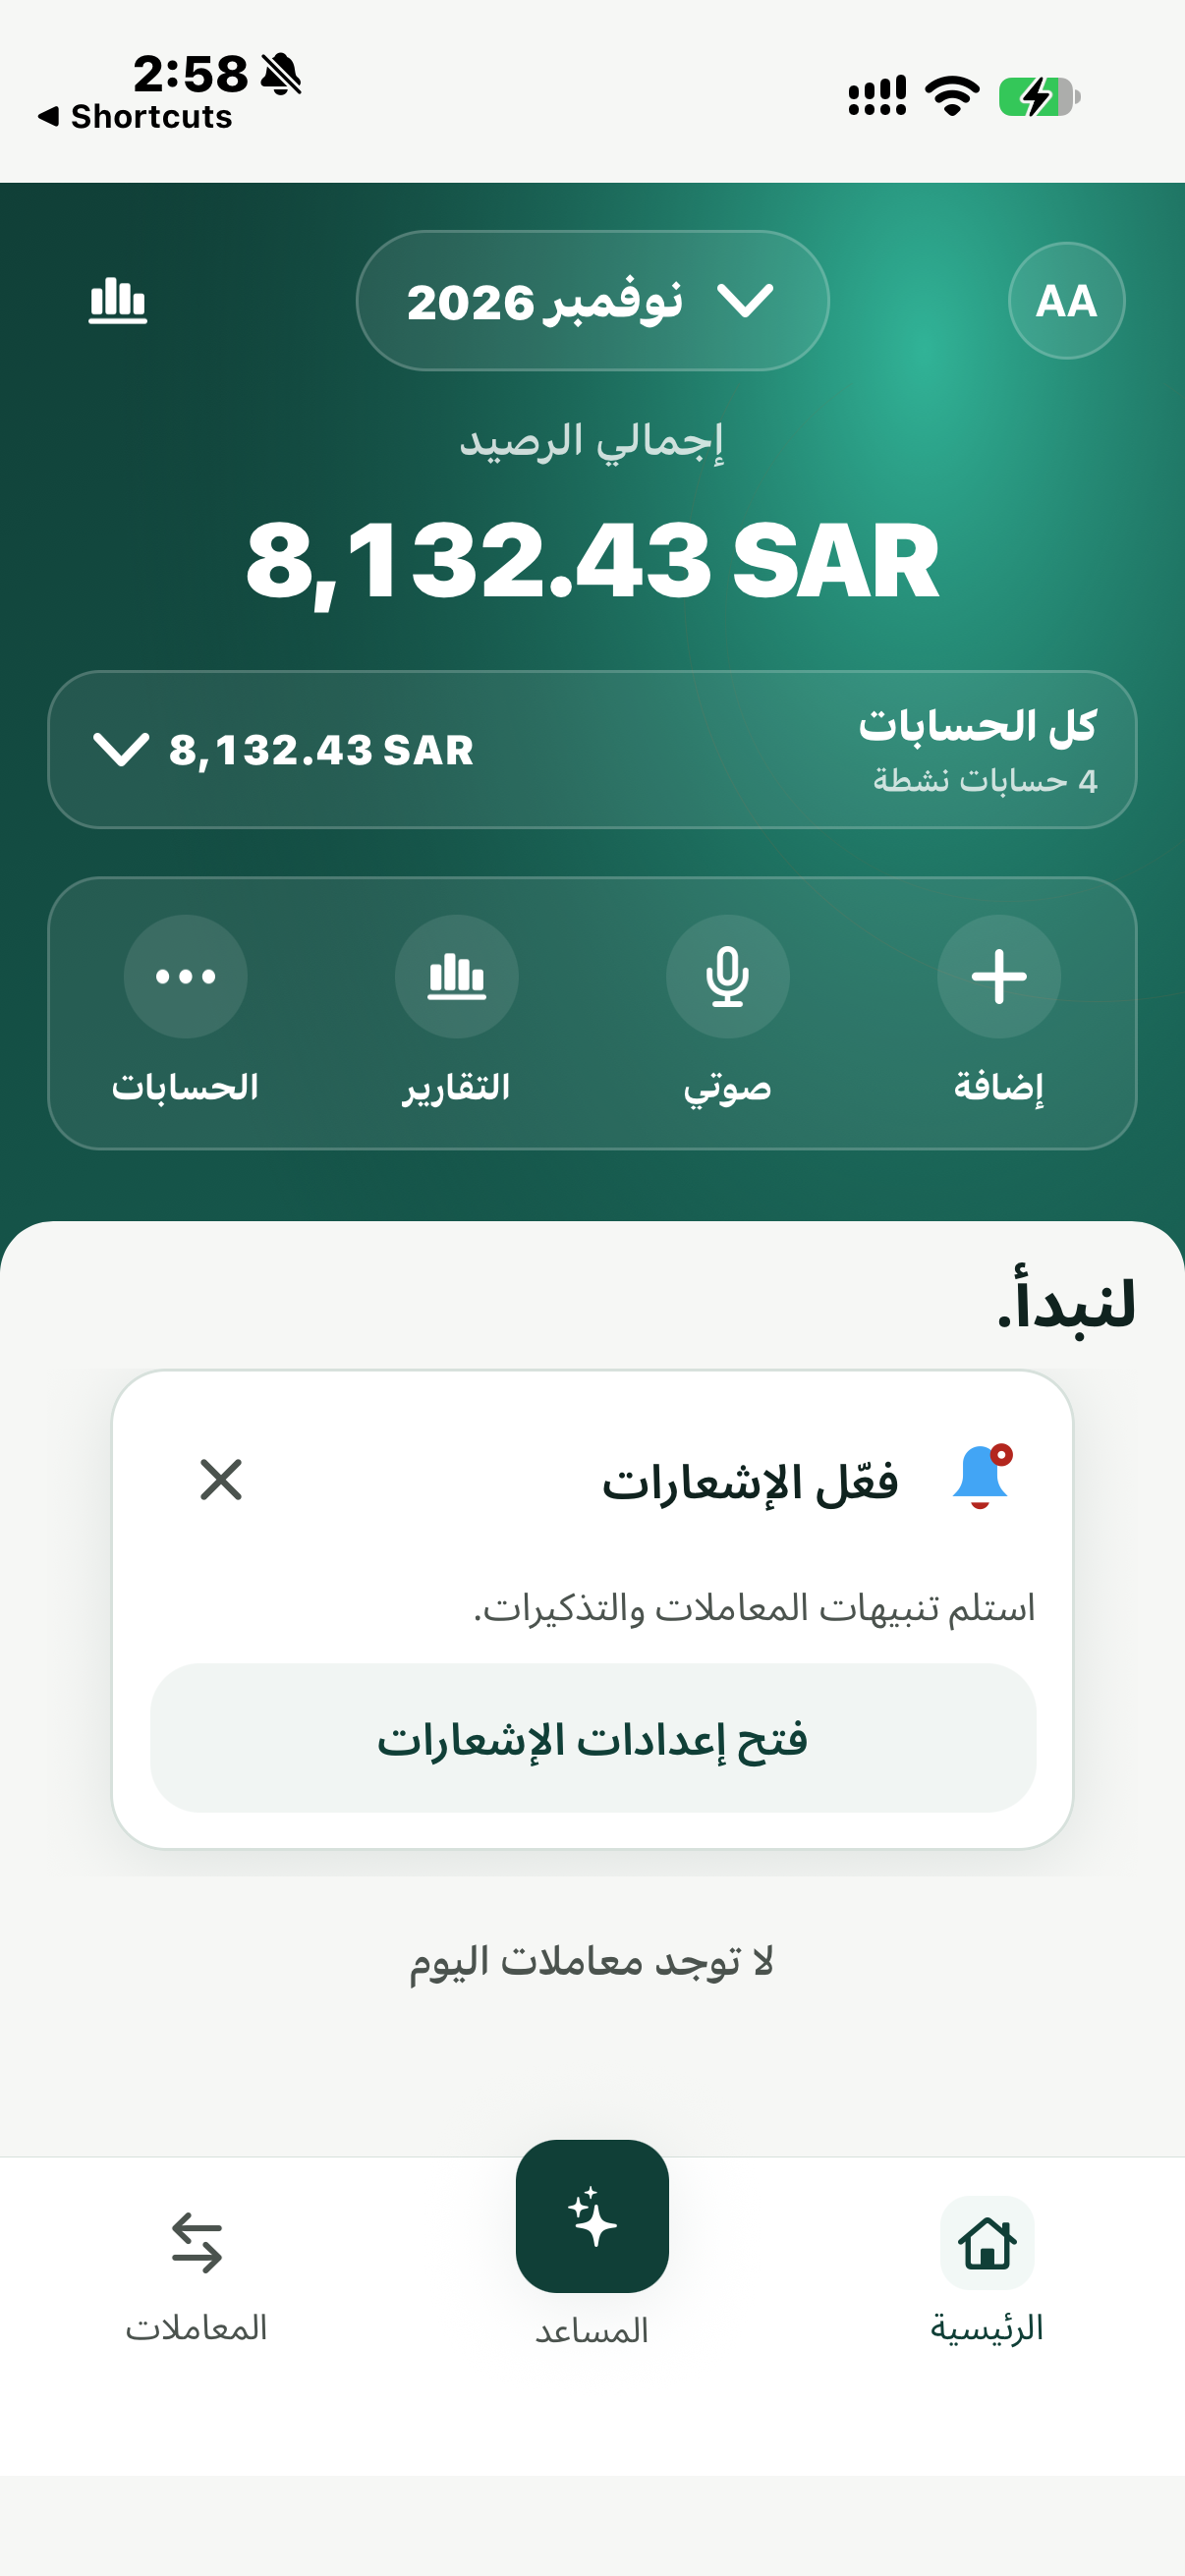 2:58
◀ Shortcuts
AA
نوفمبر 2026
إجمالي الرصيد
8,132.43 SAR
كل الحسابات
4 حسابات نشطة
8,132.43 SAR
إضافة
صوتي
التقارير
الحسابات
لنبدأ.
فعّل الإشعارات
استلم تنبيهات المعاملات والتذكيرات.
فتح إعدادات الإشعارات
لا توجد معاملات اليوم
الرئيسية
المساعد
المعاملات